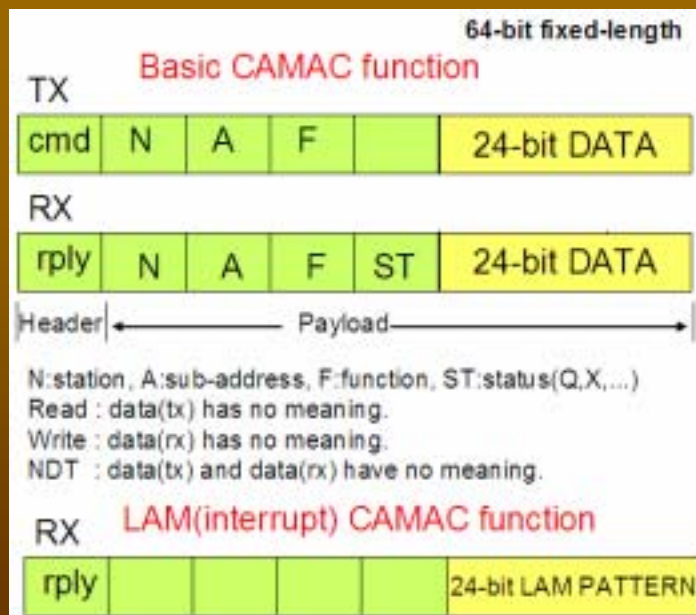 64-bit fixed-length
Basic CAMAC function
TX
cmd N A F 24-bit DATA
RX
rply N A F ST 24-bit DATA
Header Payload
N:station, A:sub-address, F:function, ST:status(Q,X,...)
Read : data(tx) has no meaning.
Write : data(rx) has no meaning.
NDT : data(tx) and data(rx) have no meaning.
LAM(interrupt) CAMAC function
RX
rply 24-bit LAM PATTERN